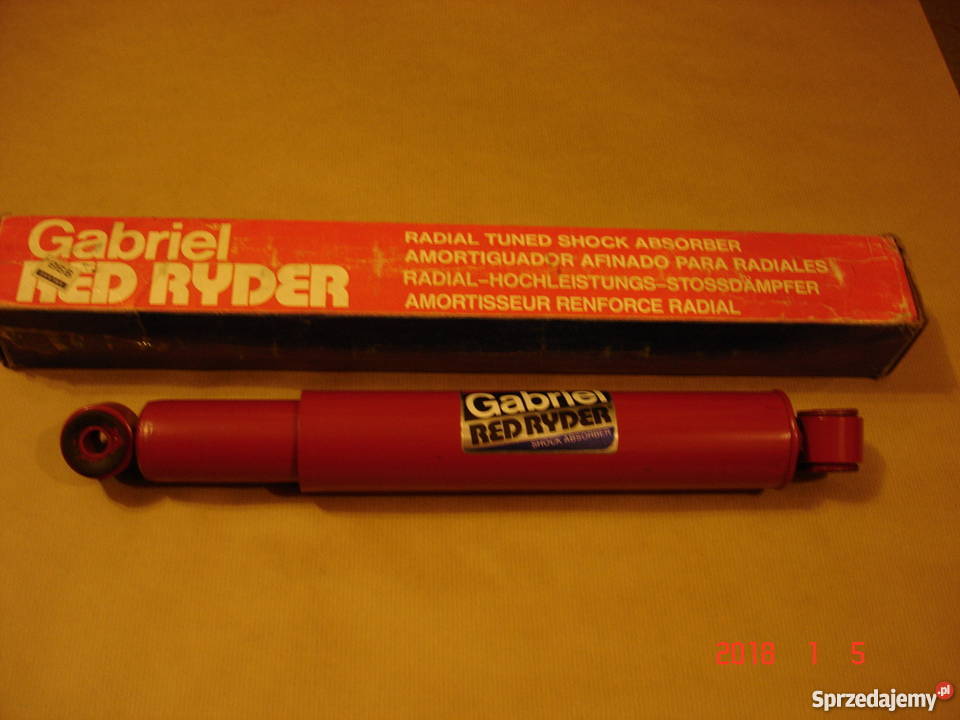 Gabriel
RED RYDER
RADIAL TUNED SHOCK ABSORBER
AMORTIGUADOR AFINADO PARA RADIALES
RADIAL-HOCHLEISTUNGS-STOSSDÄMPFER
AMORTISSEUR RENFORCE RADIAL
Gabriel
RED RYDER
SHOCK ABSORBER
2018 1 5
Sprzedajemy.pl